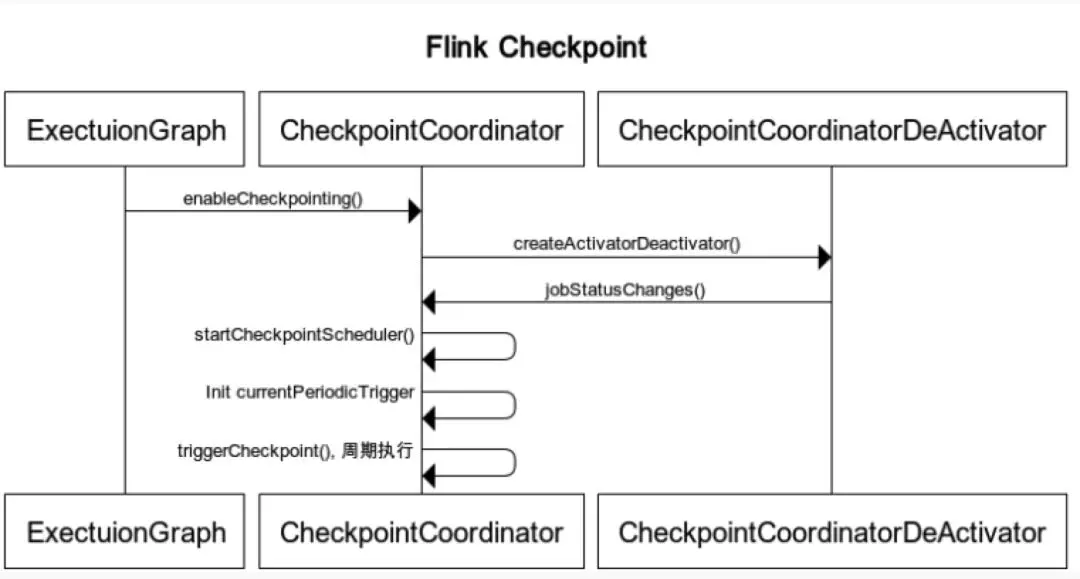 Flink Checkpoint
ExectuionGraph
CheckpointCoordinator
CheckpointCoordinatorDeActivator
enableCheckpointing()
createActivatorDeactivator()
jobStatusChanges()
startCheckpointScheduler()
Init currentPeriodicTrigger
triggerCheckpoint(), 周期执行
ExectuionGraph
CheckpointCoordinator
CheckpointCoordinatorDeActivator